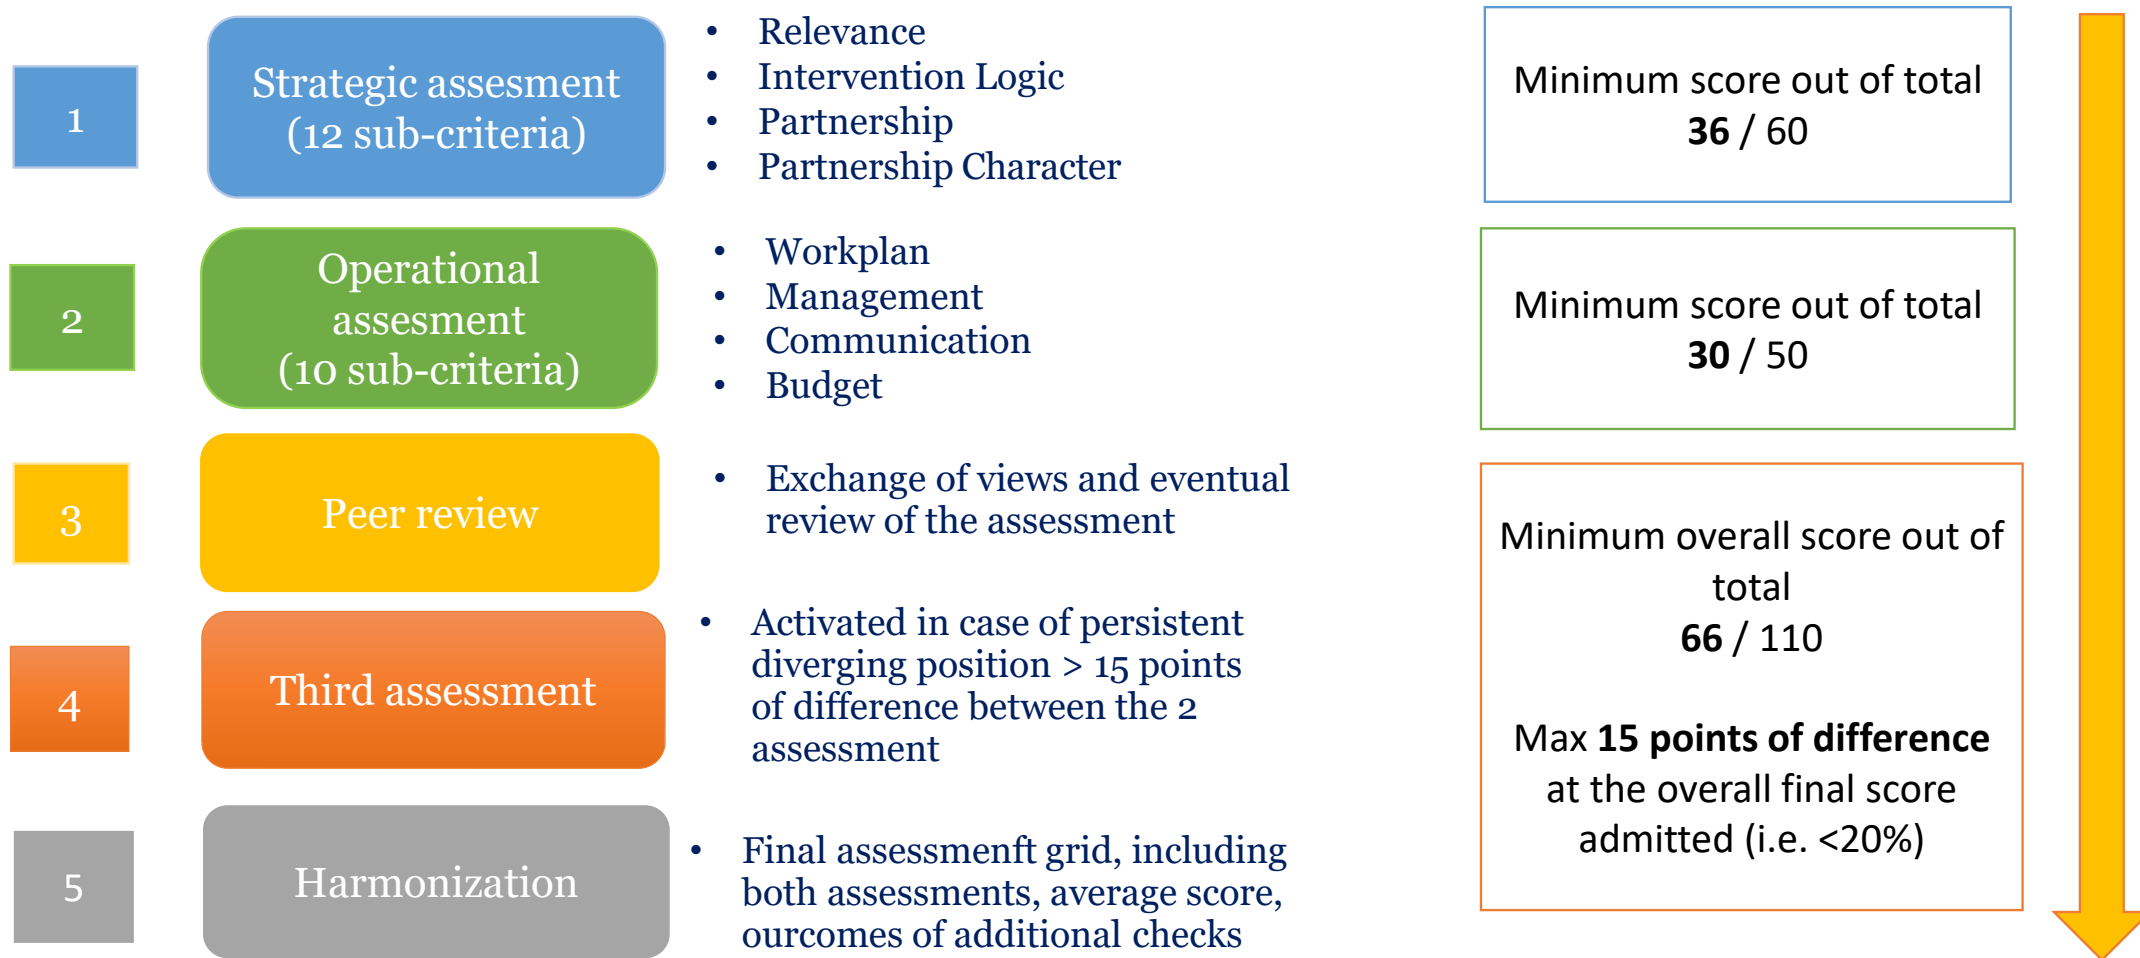 1
Strategic assesment
(12 sub-criteria)
• Relevance
• Intervention Logic
• Partnership
• Partnership Character
Minimum score out of total
36 / 60
2
Operational
assesment
(10 sub-criteria)
• Workplan
• Management
• Communication
• Budget
Minimum score out of total
30 / 50
3
Peer review
• Exchange of views and eventual
review of the assessment
4
Third assessment
• Activated in case of persistent
diverging position > 15 points
of difference between the 2
assessment
5
Harmonization
• Final assessmenft grid, including
both assessments, average score,
ourcomes of additional checks
Minimum overall score out of
total
66 / 110
Max 15 points of difference
at the overall final score
admitted (i.e. <20%)